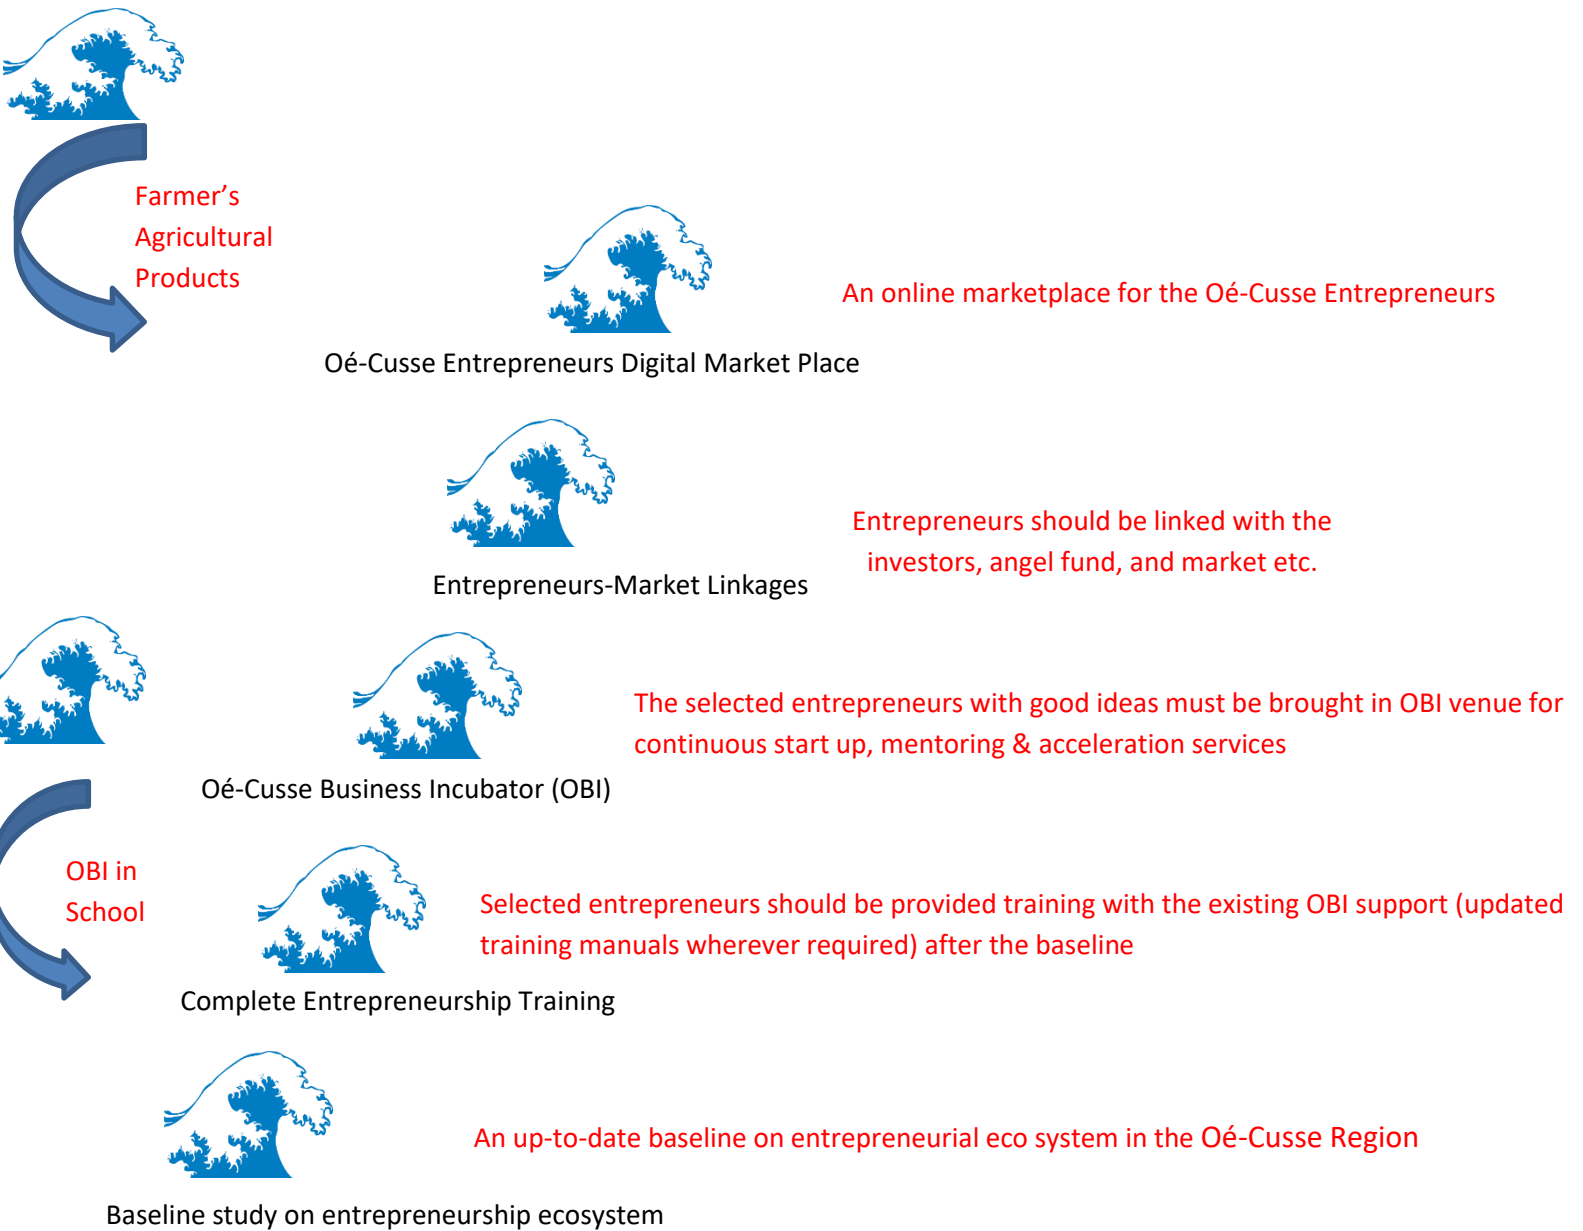 Farmer’s
Agricultural
Products
An online marketplace for the Oé-Cusse Entrepreneurs
Oé-Cusse Entrepreneurs Digital Market Place
Entrepreneurs should be linked with the
investors, angel fund, and market etc.
Entrepreneurs-Market Linkages
The selected entrepreneurs with good ideas must be brought in OBI venue for
continuous start up, mentoring & acceleration services
Oé-Cusse Business Incubator (OBI)
OBI in
School
Selected entrepreneurs should be provided training with the existing OBI support (updated
training manuals wherever required) after the baseline
Complete Entrepreneurship Training
An up-to-date baseline on entrepreneurial eco system in the Oé-Cusse Region
Baseline study on entrepreneurship ecosystem